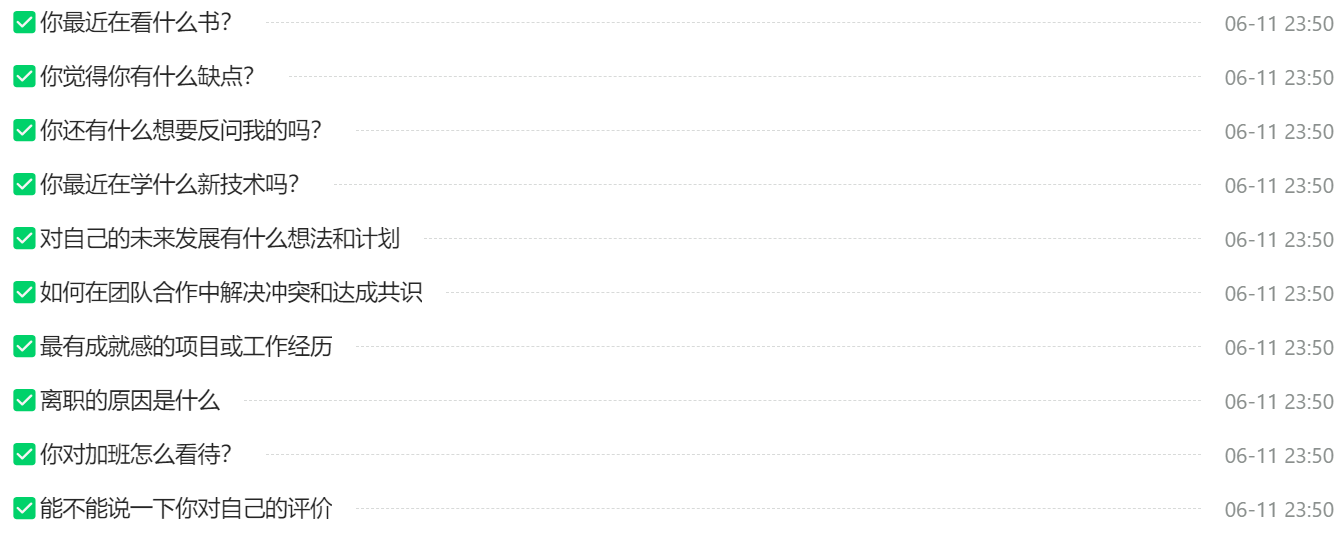 你最近在看什么书? 06-11 23:50
你觉得你有什么缺点? 06-11 23:50
你还有什么想要反问我的吗? 06-11 23:50
你最近在学什么新技术吗? 06-11 23:50
对自己的未来发展有什么想法和计划 06-11 23:50
如何在团队合作中解决冲突和达成共识 06-11 23:50
最有成就感的项目或工作经历 06-11 23:50
离职的原因是什么 06-11 23:50
你对加班怎么看待? 06-11 23:50
能不能说一下你对自己的评价 06-11 23:50